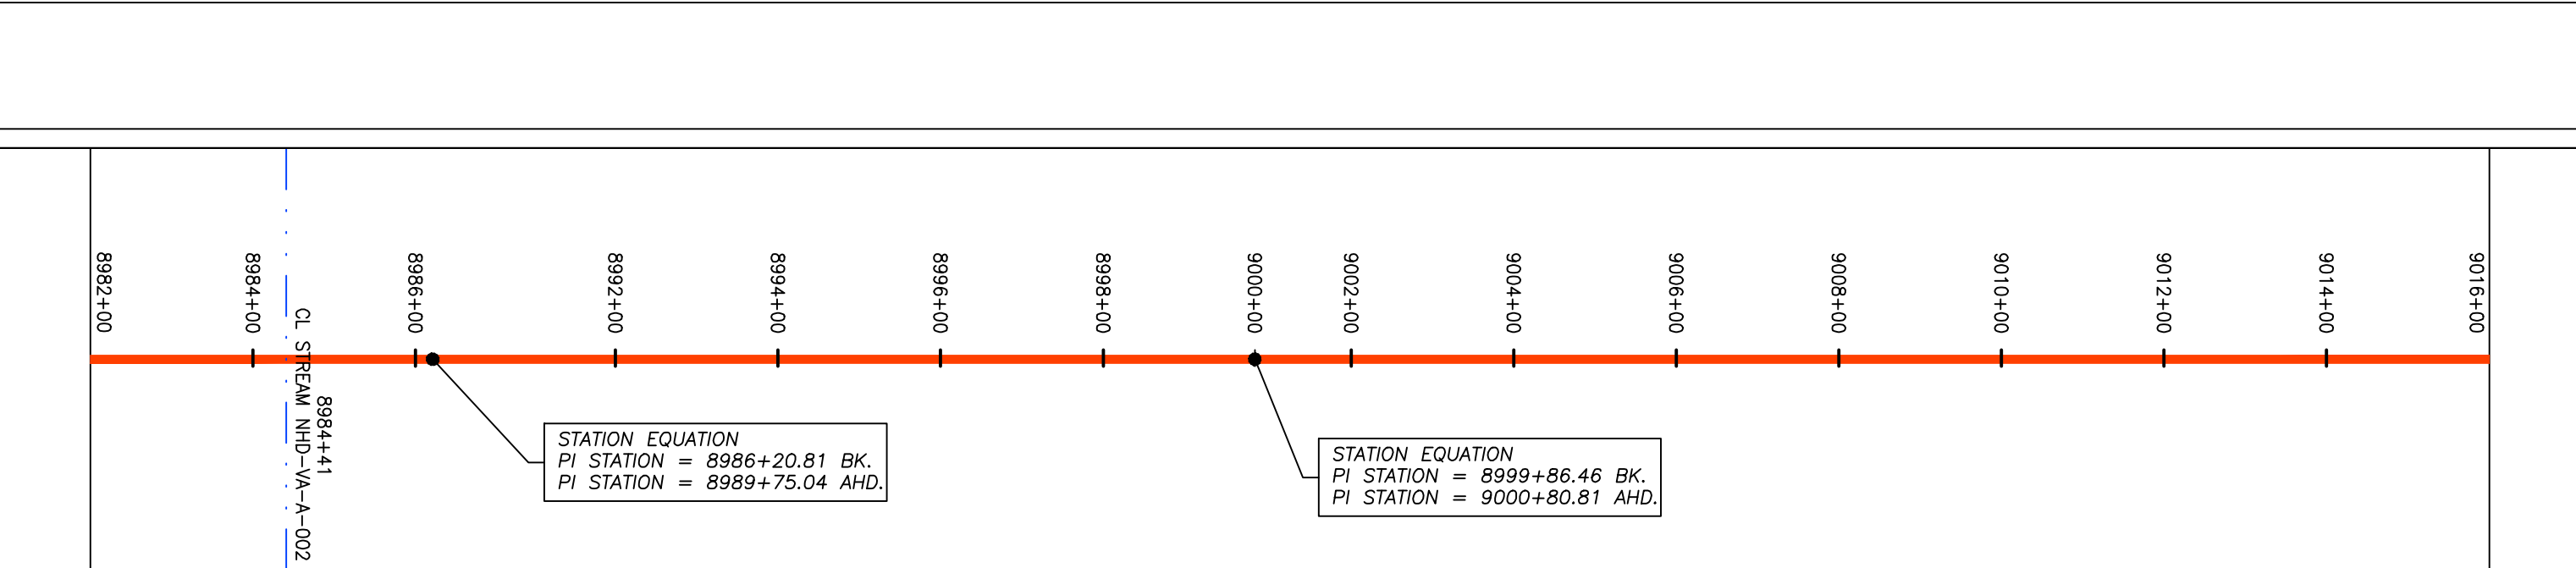 8982+00
8984+00
8986+00
8992+00
8994+00
8996+00
8998+00
9000+00
9002+00
9004+00
9006+00
9008+00
9010+00
9012+00
9014+00
9016+00
8984+41
CL STREAM NHD-VA-A-002
STATION EQUATION
PI STATION = 8986+20.81 BK.
PI STATION = 8989+75.04 AHD.
STATION EQUATION
PI STATION = 8999+86.46 BK.
PI STATION = 9000+80.81 AHD.